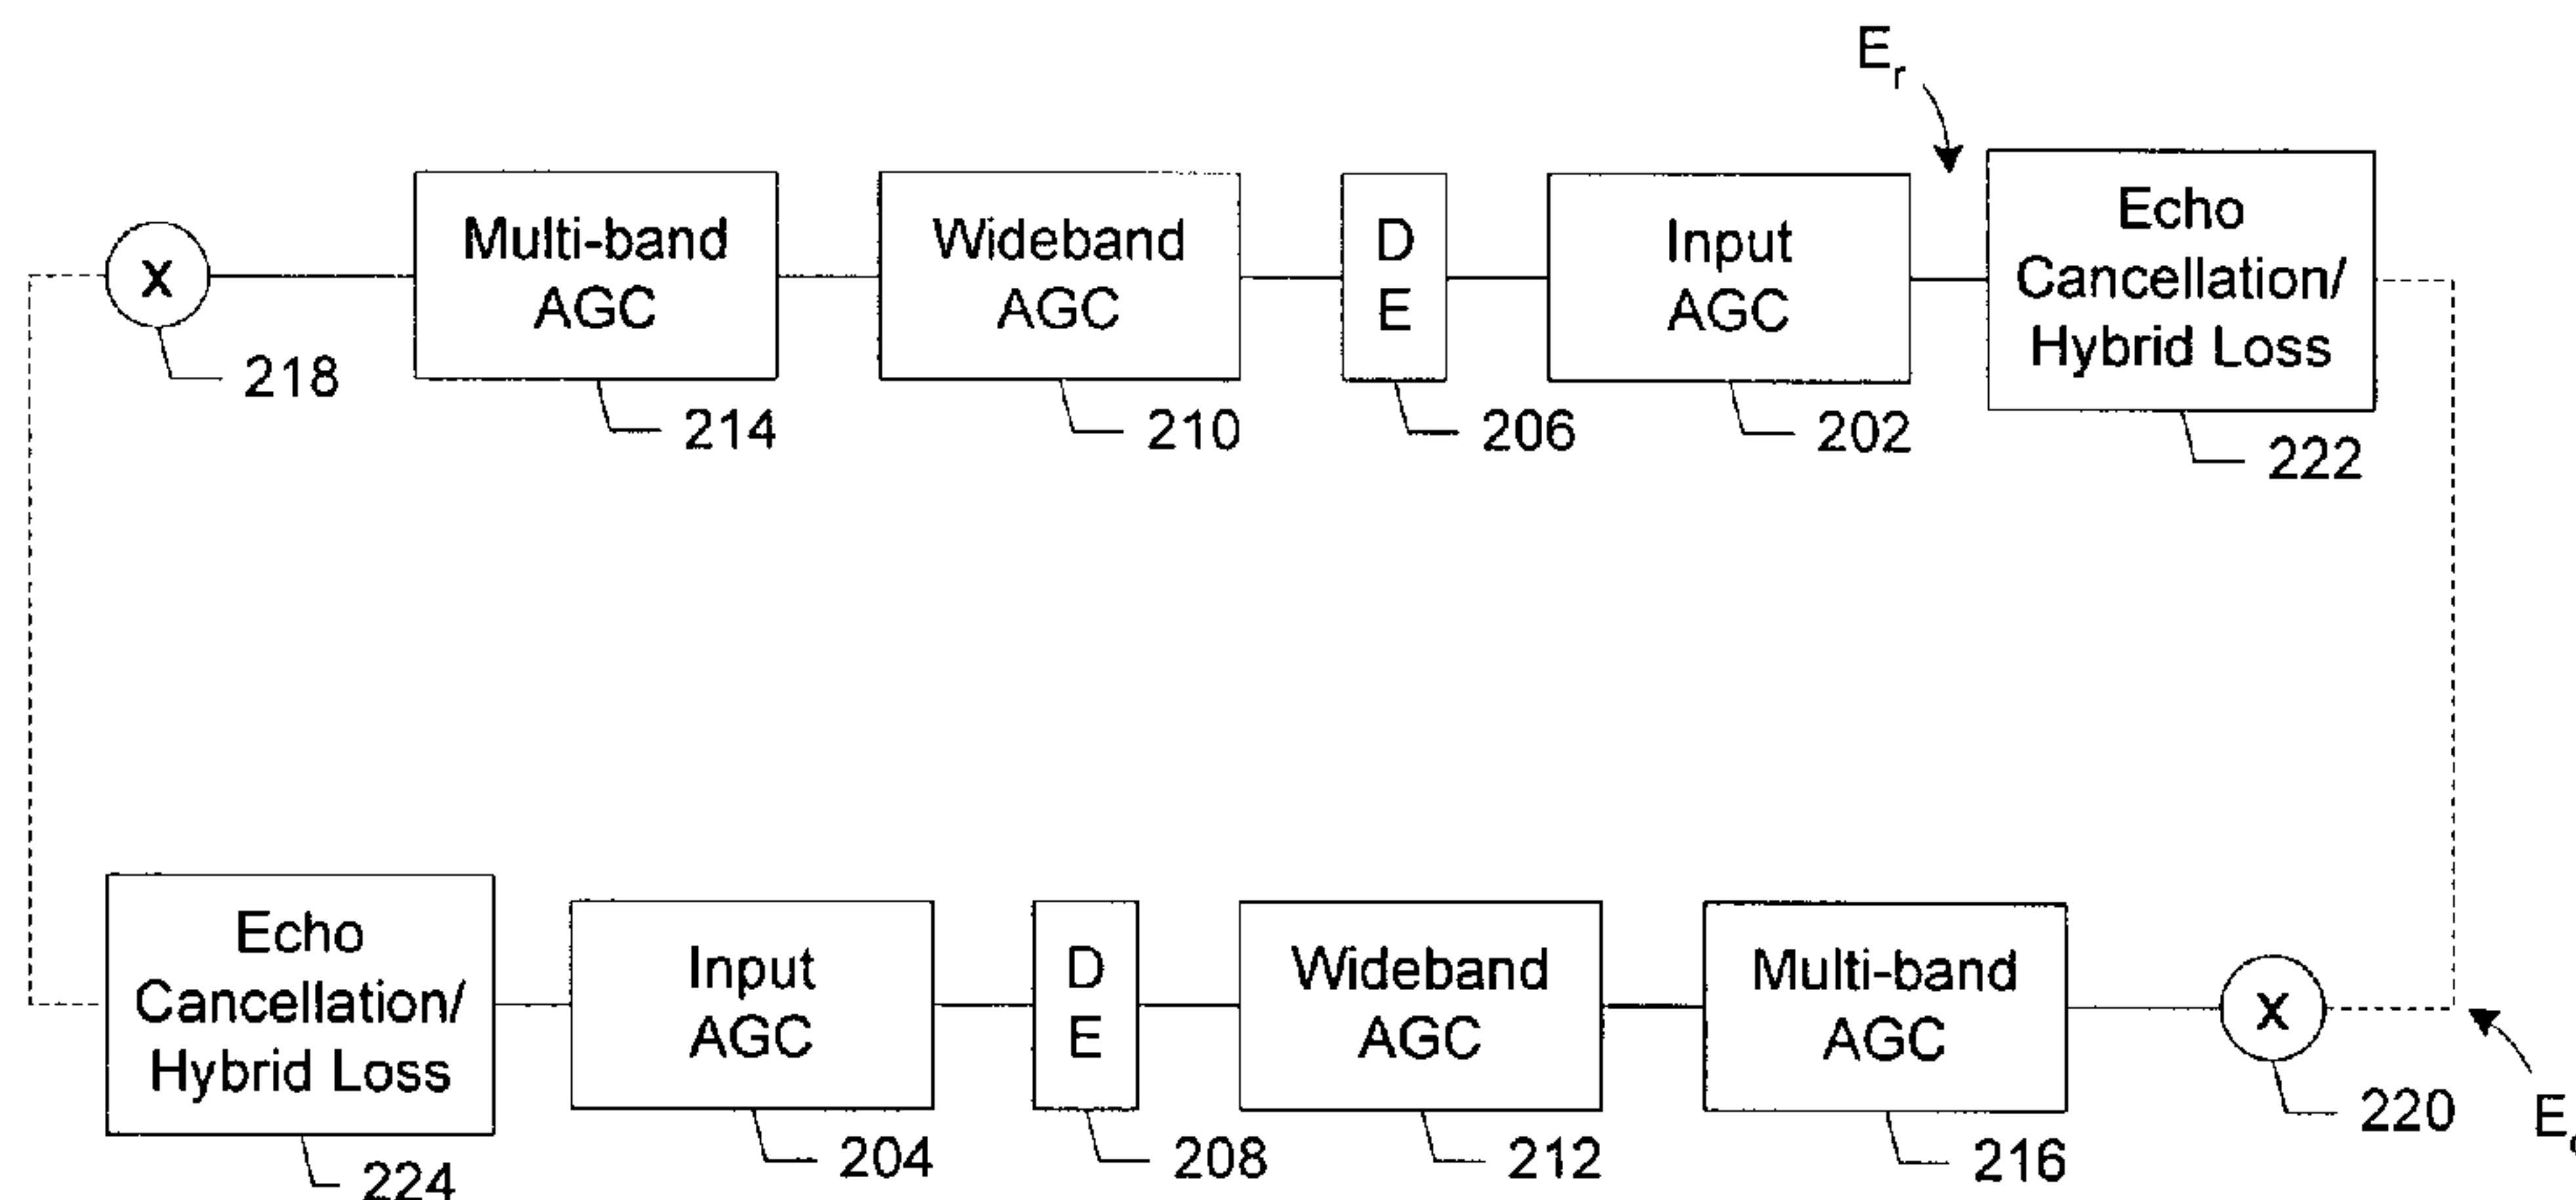 E_r
Echo
Cancellation/
Hybrid Loss
Multi-band
AGC
Wideband
AGC
D
E
Input
AGC
X
218
214
210
206
202
222
Echo
Cancellation/
Hybrid Loss
Input
AGC
D
E
Wideband
AGC
Multi-band
AGC
X
224
204
208
212
216
220
E